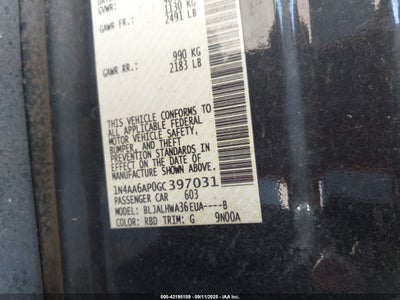 GVWR:
GAWR FR.: 1130 KG
2491 LB
990 KG
GAWR RR.: 2183 LB
THIS VEHICLE CONFORMS TO
ALL APPLICABLE FEDERAL
MOTOR VEHICLE SAFETY,
BUMPER, AND THEFT
PREVENTION STANDARDS IN
EFFECT ON THE DATE OF
MANUFACTURE SHOWN ABOVE.
1N4AA6AP0GC397031
PASSENGER CAR 603
MODEL: BLJALHWA36EUA----B
COLOR: RBD TRIM: G 9N00A
000-43195159 - 09/11/2025 - IAAI.COM